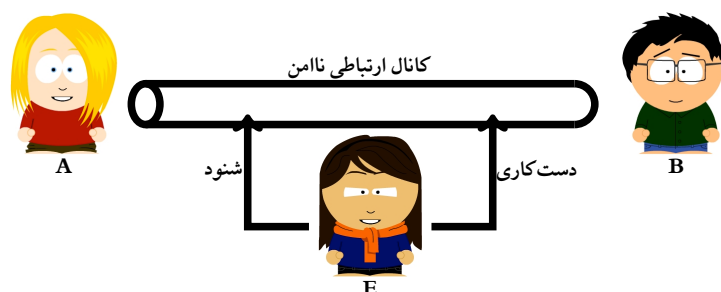 کانال ارتباطی ناامن
A
B
شنود
دست‌کاری
E